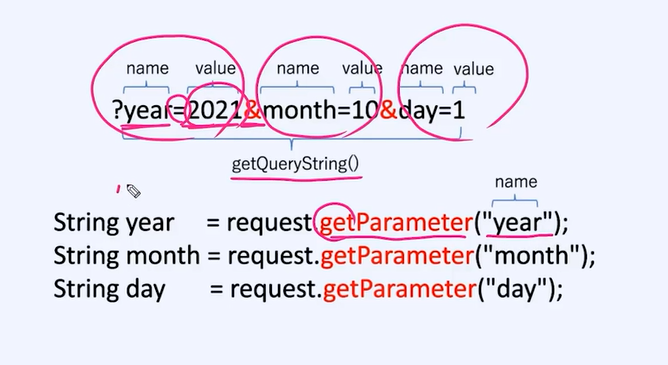 name value name value name value
?year=2021&month=10&day=1
getQueryString()
name
String year = request.getParameter("year");
String month = request.getParameter("month");
String day = request.getParameter("day");